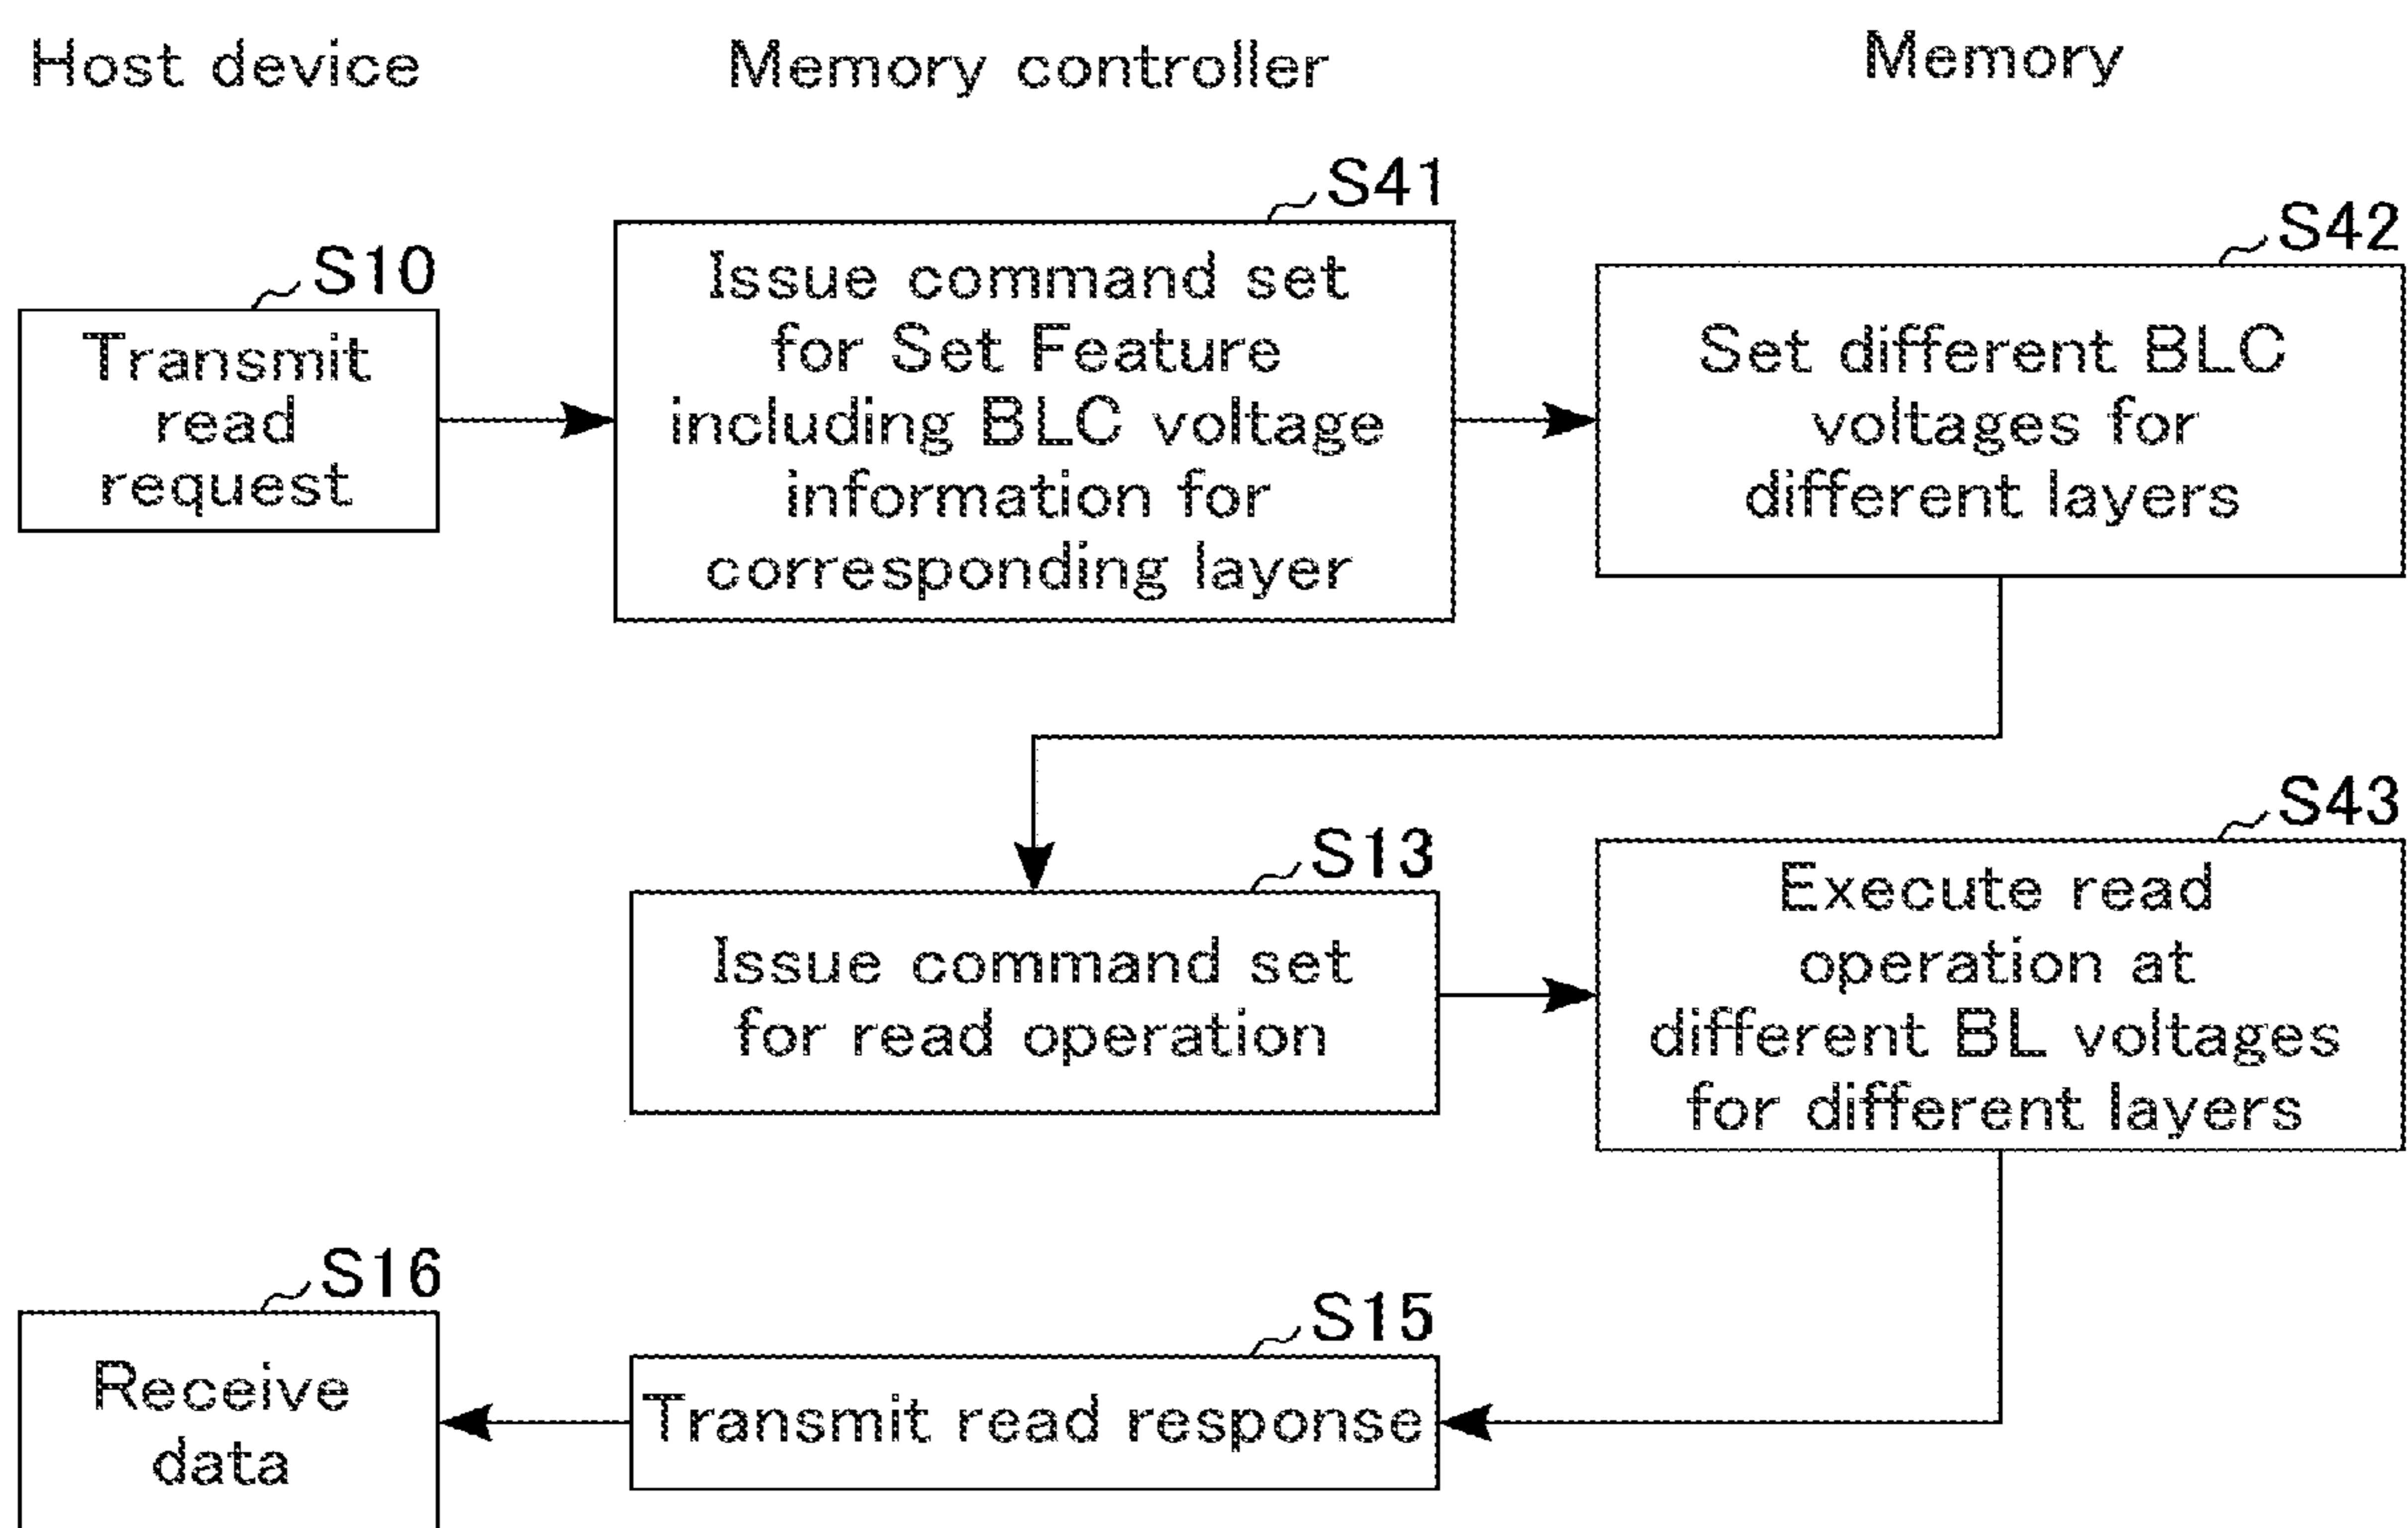 Host device
Memory controller
Memory
S10
Transmit
read
request
S41
Issue command set
for Set Feature
including BLC voltage
information for
corresponding layer
S42
Set different BLC
voltages for
different layers
S13
Issue command set
for read operation
S43
Execute read
operation at
different BL voltages
for different layers
S16
Receive
data
S15
Transmit read response